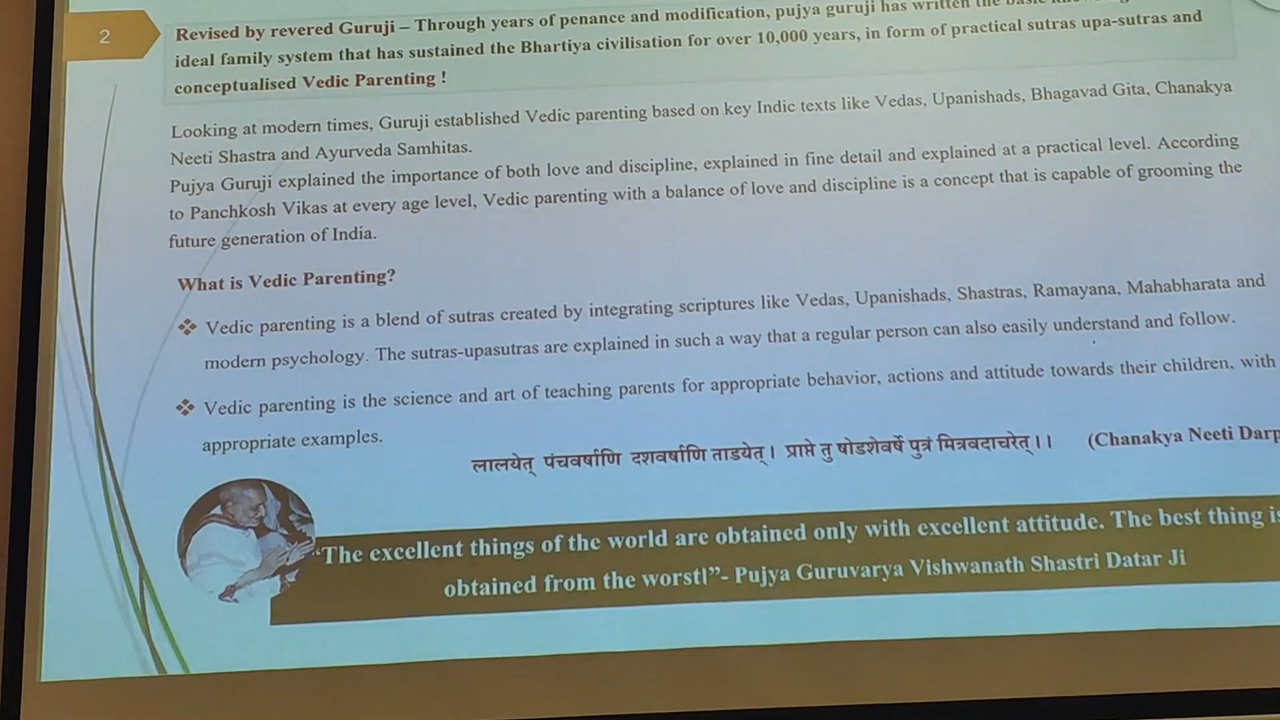 2
Revised by revered Guruji – Through years of penance and modification, pujya guruji has written the basic
ideal family system that has sustained the Bhartiya civilisation for over 10,000 years, in form of practical sutras upa-sutras and
conceptualised Vedic Parenting !
Looking at modern times, Guruji established Vedic parenting based on key Indic texts like Vedas, Upanishads, Bhagavad Gita, Chanakya
Neeti Shastra and Ayurveda Samhitas.
Pujya Guruji explained the importance of both love and discipline, explained in fine detail and explained at a practical level. According
to Panchkosh Vikas at every age level, Vedic parenting with a balance of love and discipline is a concept that is capable of grooming the
future generation of India.
What is Vedic Parenting?
❖ Vedic parenting is a blend of sutras created by integrating scriptures like Vedas, Upanishads, Shastras, Ramayana, Mahabharata and
modern psychology. The sutras-upasutras are explained in such a way that a regular person can also easily understand and follow.
❖ Vedic parenting is the science and art of teaching parents for appropriate behavior, actions and attitude towards their children, with
appropriate examples.
लालयेत् पंचवर्षाणि दशवर्षाणि ताडयेत् । प्राप्ते तु षोडशेवर्षे पुत्रं मित्रवदाचरेत् ।। (Chanakya Neeti Darp
“The excellent things of the world are obtained only with excellent attitude. The best thing is
obtained from the worst!”- Pujya Guruvarya Vishwanath Shastri Datar Ji